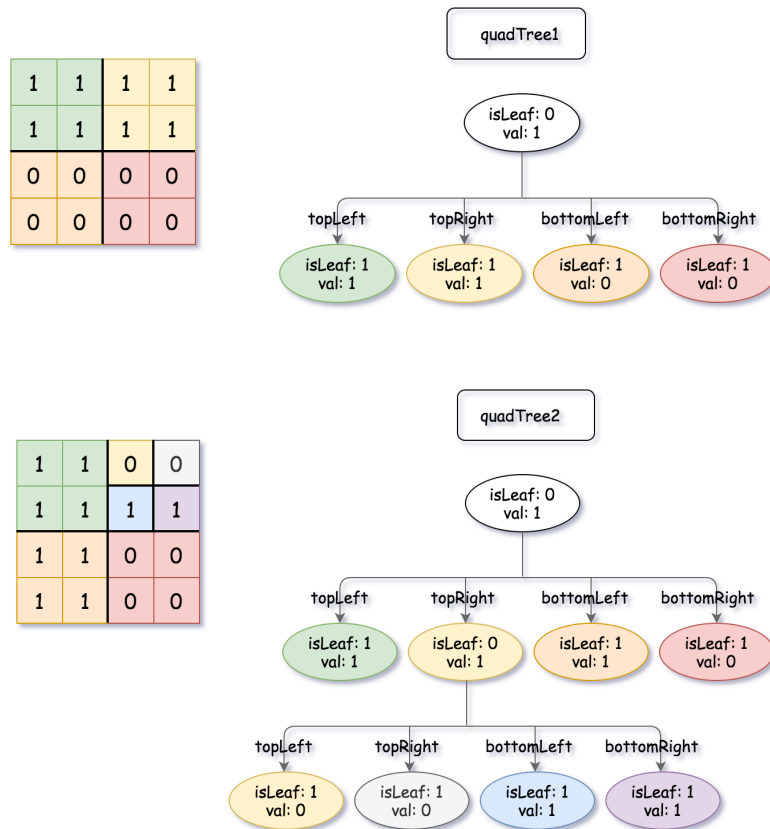 quadTree1
1 1 1 1
1 1 1 1
0 0 0 0
0 0 0 0
isLeaf: 0
val: 1
topLeft topRight bottomLeft bottomRight
isLeaf: 1 isLeaf: 1 isLeaf: 1 isLeaf: 1
val: 1 val: 1 val: 0 val: 0
quadTree2
1 1 0 0
1 1 1 1
1 1 0 0
1 1 0 0
isLeaf: 0
val: 1
topLeft topRight bottomLeft bottomRight
isLeaf: 1 isLeaf: 0 isLeaf: 1 isLeaf: 1
val: 1 val: 1 val: 1 val: 0
topLeft topRight bottomLeft bottomRight
isLeaf: 1 isLeaf: 1 isLeaf: 1 isLeaf: 1
val: 0 val: 0 val: 1 val: 1